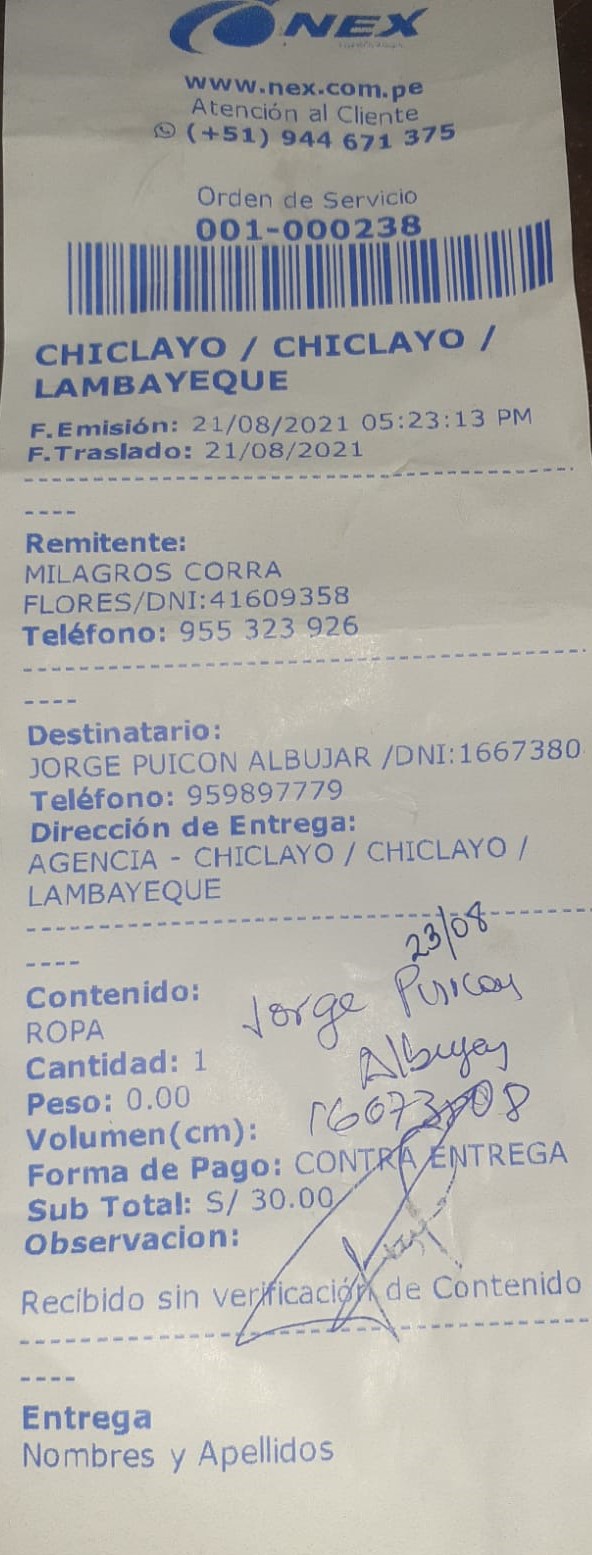 NEX
www.nex.com.pe
Atención al Cliente
(+51) 944 671 375
Orden de Servicio
001-000238
CHICLAYO / CHICLAYO /
LAMBAYEQUE
F.Emisión: 21/08/2021 05:23:13 PM
F.Traslado: 21/08/2021
----
Remitente:
MILAGROS CORRA
FLORES/DNI:41609358
Teléfono: 955 323 926
----
Destinatario:
JORGE PUICON ALBUJAR /DNI:1667380
Teléfono: 959897779
Dirección de Entrega:
AGENCIA - CHICLAYO / CHICLAYO /
LAMBAYEQUE
----
23/08
Contenido:
Jorge Puicon
ROPA
Albujar
Cantidad: 1
Peso: 0.00
Volumen(cm):
Forma de Pago: CONTRA ENTREGA
Sub Total: S/ 30.00
Observacion:
Recibido sin verificación de Contenido
----
Entrega
Nombres y Apellidos